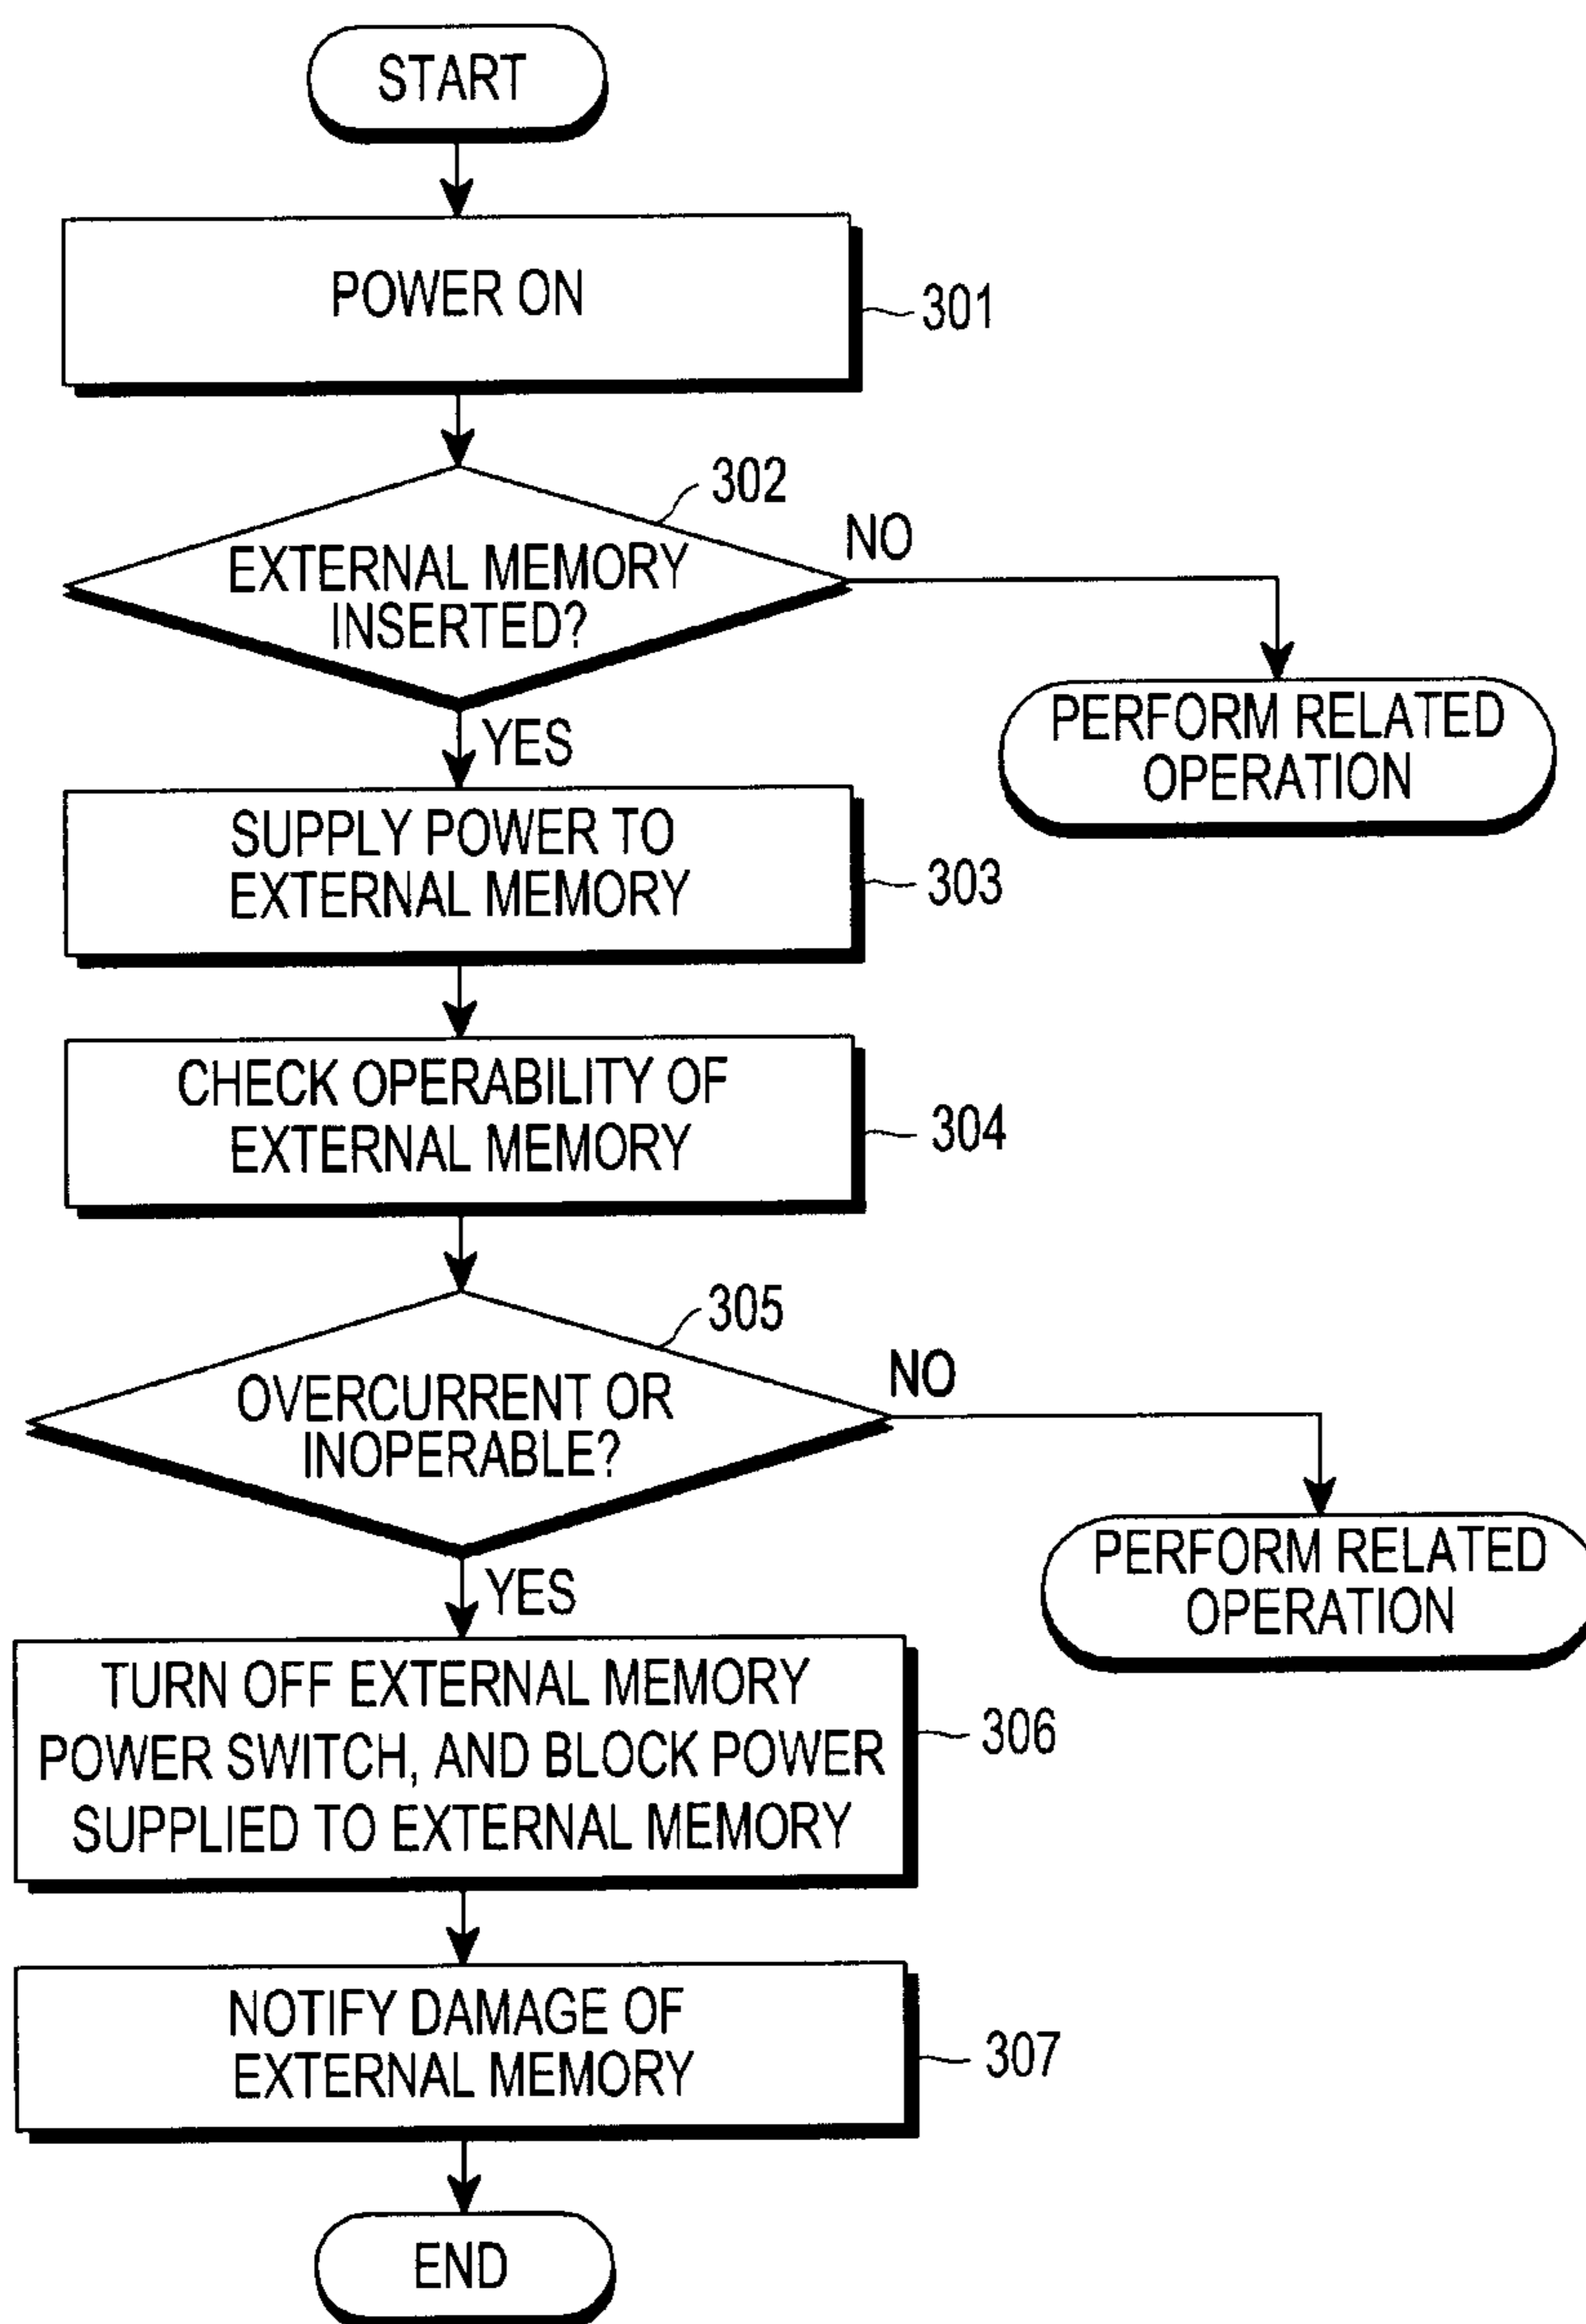 START
POWER ON
301
302
EXTERNAL MEMORY
INSERTED?
NO
PERFORM RELATED
OPERATION
YES
SUPPLY POWER TO
EXTERNAL MEMORY
303
CHECK OPERABILITY OF
EXTERNAL MEMORY
304
305
OVERCURRENT OR
INOPERABLE?
NO
PERFORM RELATED
OPERATION
YES
TURN OFF EXTERNAL MEMORY
POWER SWITCH, AND BLOCK POWER
SUPPLIED TO EXTERNAL MEMORY
306
NOTIFY DAMAGE OF
EXTERNAL MEMORY
307
END